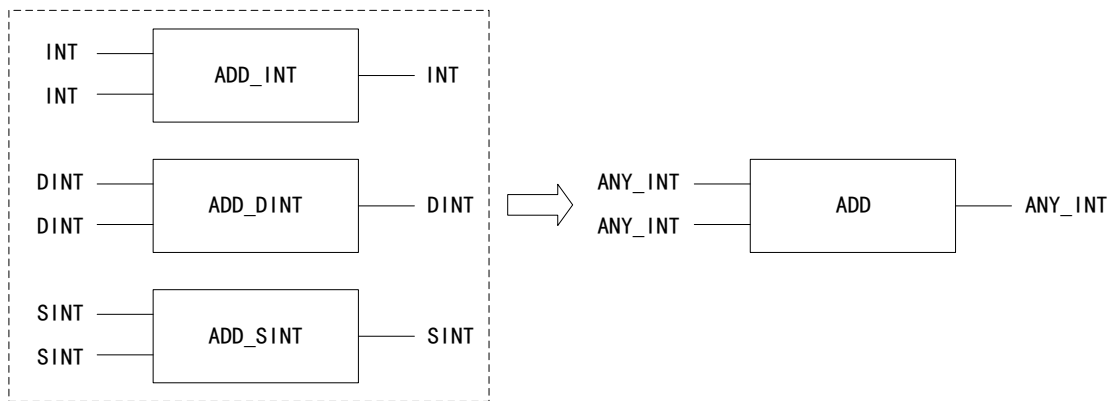 INT
INT
ADD_INT
INT
DINT
DINT
ADD_DINT
DINT
SINT
SINT
ADD_SINT
SINT
ANY_INT
ANY_INT
ADD
ANY_INT